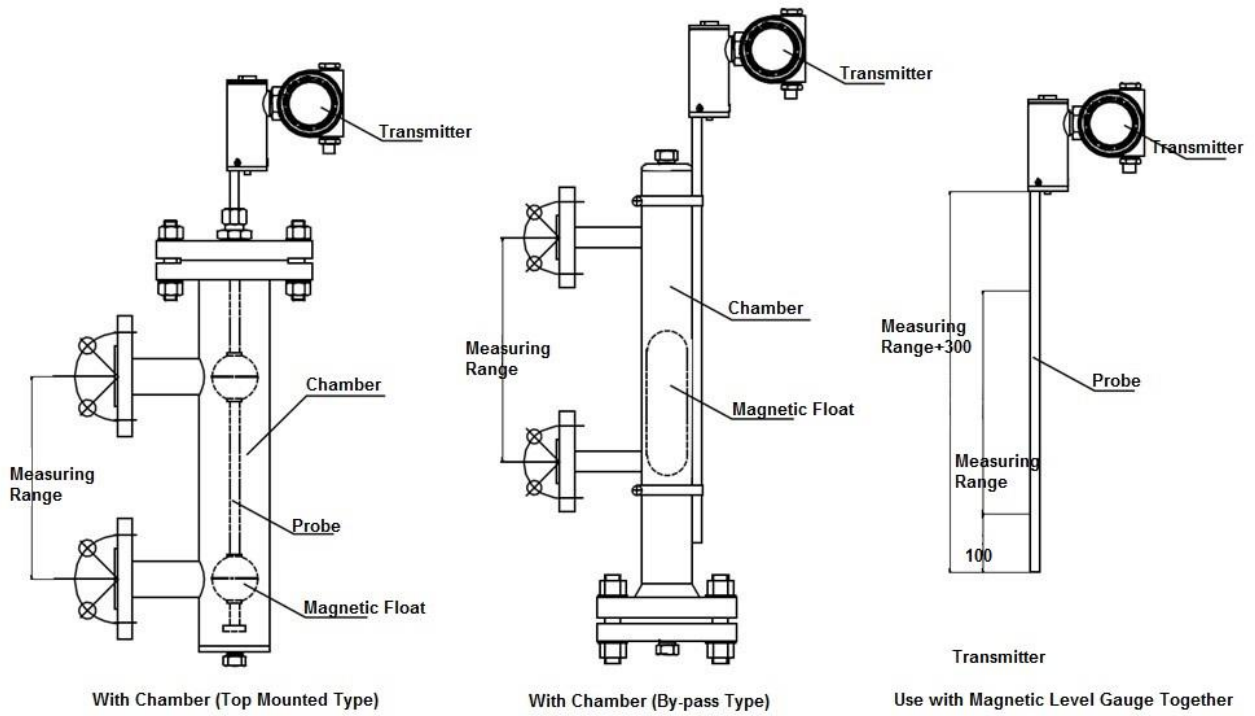 Transmitter
Chamber
Measuring
Range
Probe
Magnetic Float
With Chamber (Top Mounted Type)
Transmitter
Chamber
Measuring
Range
Magnetic Float
With Chamber (By-pass Type)
Transmitter
Measuring
Range+300
Probe
Measuring
Range
100
Transmitter
Use with Magnetic Level Gauge Together